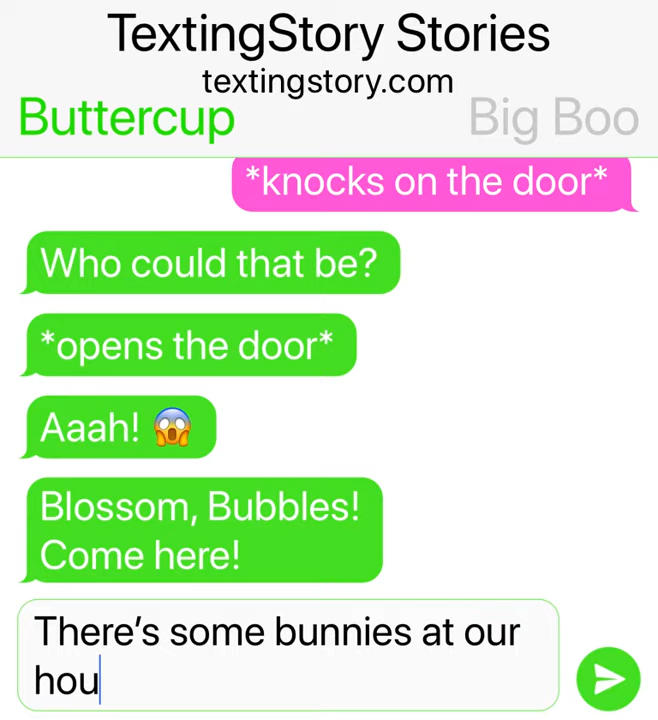 TextingStory Stories
textingstory.com
Buttercup
Big Boo
*knocks on the door*
Who could that be?
*opens the door*
Aaah! 😱
Blossom, Bubbles!
Come here!
There’s some bunnies at our
hou